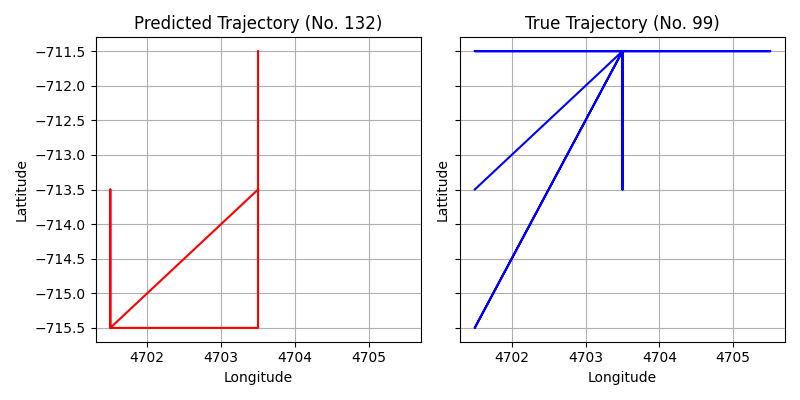 Predicted Trajectory (No. 132)
True Trajectory (No. 99)
Lattitude
−711.5
−712.0
−712.5
−713.0
−713.5
−714.0
−714.5
−715.0
−715.5
4702
4703
4704
4705
Longitude
Lattitude
4702
4703
4704
4705
Longitude